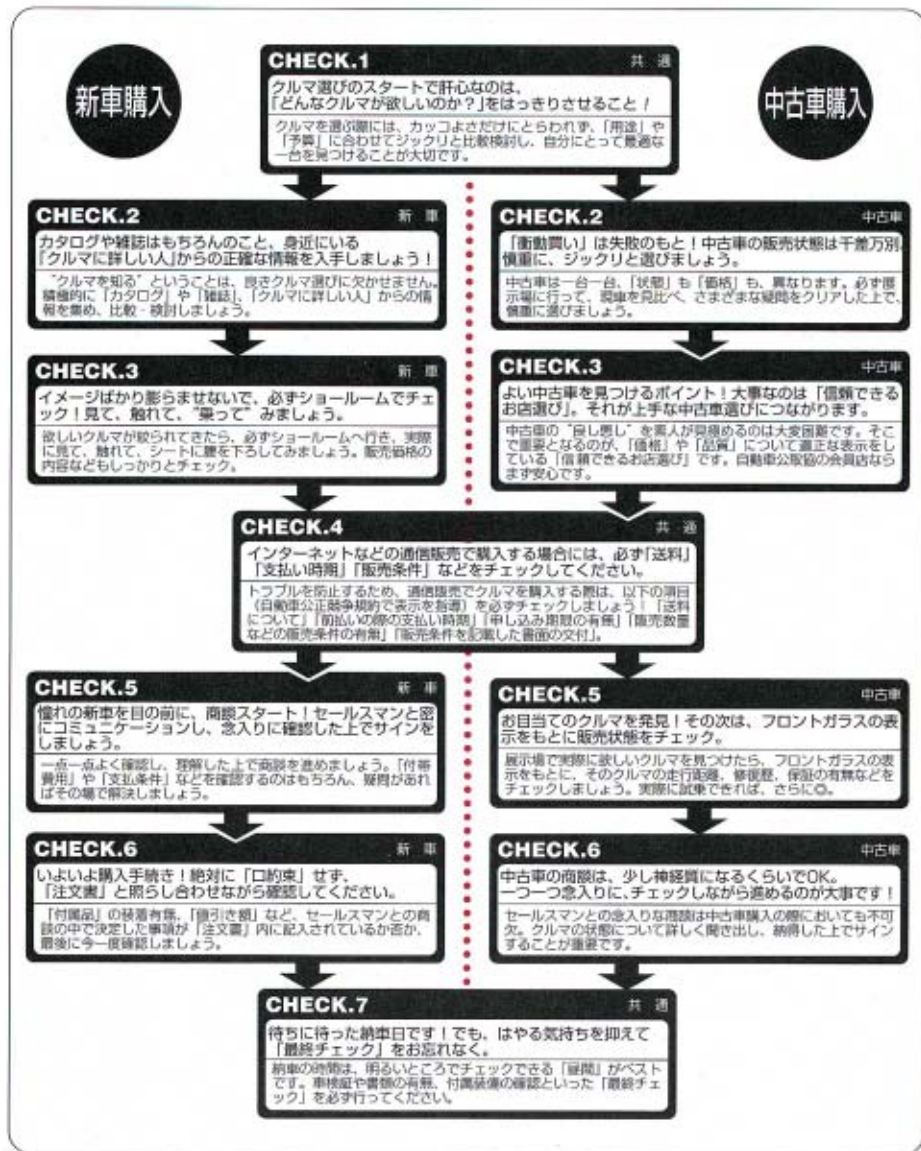 新車購入
中古車購入
CHECK.1 共通
クルマ選びのスタートで肝心なのは、
「どんなクルマが欲しいのか？」をはっきりさせること！
クルマを選ぶ際には、カッコよさだけにとらわれず、「用途」や
「予算」に合わせてジックリと比較検討し、自分にとって最適な
一台を見つけることが大切です。
CHECK.2 新車
カタログや雑誌はもちろんのこと、身近にいる
「クルマに詳しい人」からの正確な情報を入手しましょう！
“クルマを知る”ということは、良きクルマ選びに欠かせません。
積極的に「カタログ」や「雑誌」、「クルマに詳しい人」からの情
報を集め、比較・検討しましょう。
CHECK.2 中古車
「衝動買い」は失敗のもと！中古車の販売状態は千差万別、
慎重に、ジックリと選びましょう。
中古車は一台一台、「状態」も「価格」も、異なります。必ず展
示場に行って、現車を見比べ、さまざまな疑問をクリアした上で、
慎重に選びましょう。
CHECK.3 新車
イメージばかり膨らませないで、必ずショールームでチェ
ック！見て、触れて、“乗って”みましょう。
欲しいクルマが絞られてきたら、必ずショールームへ行き、実際
に見て、触れて、シートに腰を下ろしてみましょう。販売価格の
内容などもしっかりとチェック。
CHECK.3 中古車
よい中古車を見つけるポイント！大事なのは「信頼できる
お店選び」。それが上手な中古車選びにつながります。
中古車の“良し悪し”を素人が見極めるのは大変困難です。そこ
で重要となるのが、「価格」や「品質」について適正な表示をし
ている「信頼できるお店選び」です。自動車公取協の会員店なら
まず安心です。
CHECK.4 共通
インターネットなどの通信販売で購入する場合には、必ず「送料」
「支払い時期」「販売条件」などをチェックしてください。
トラブルを防止するため、通信販売でクルマを購入する際は、以下の項目
（自動車公正競争規約で表示を指導）を必ずチェックしましょう！「送料
について」「前払いの際の支払い時期」「申し込み期限の有無」「販売数量
などの販売条件の有無」「販売条件を記載した書面の交付」。
CHECK.5 新車
憧れの新車を目の前に、商談スタート！セールスマンと密
にコミュニケーションし、念入りに確認した上でサインを
しましょう。
一点一点よく確認し、理解した上で商談を進めましょう。「付帯
費用」や「支払条件」などを確認するのはもちろん、疑問があれ
ばその場で解決しましょう。
CHECK.5 中古車
お目当てのクルマを発見！その次は、フロントガラスの表
示をもとに販売状態をチェック。
展示場で実際に欲しいクルマを見つけたら、フロントガラスの表
示をもとに、そのクルマの走行距離、修復歴、保証の有無などを
チェックしましょう。実際に試乗できれば、さらに◎。
CHECK.6 新車
いよいよ購入手続き！絶対に「口約束」せず、
「注文書」と照らし合わせながら確認してください。
「付属品」の装着有無、「値引き額」など、セールスマンとの商
談の中で決定した事項が「注文書」内に記入されているか否か、
最後に今一度確認しましょう。
CHECK.6 中古車
中古車の商談は、少し神経質になるくらいでOK。
一つ一つ念入りに、チェックしながら進めるのが大事です！
セールスマンとの念入りな商談は中古車購入の際においても不可
欠。クルマの状態について詳しく聞き出し、納得した上でサイン
することが重要です。
CHECK.7 共通
待ちに待った納車日です！でも、はやる気持ちを抑えて
「最終チェック」をお忘れなく。
納車の時間は、明るいところでチェックできる「昼間」がベスト
です。車検証や書類の有無、付属装備の確認といった「最終チェ
ック」を必ず行ってください。